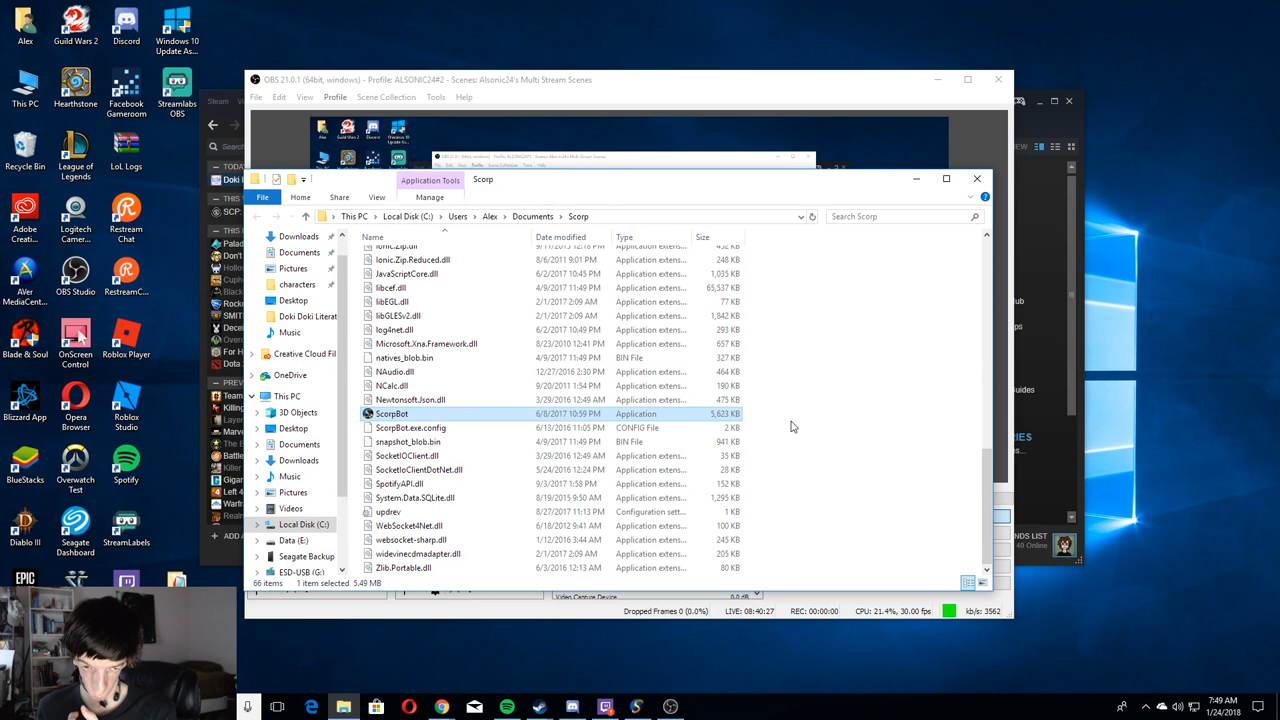 Alex
Guild Wars 2
Discord
Windows 10
Update As...
This PC
Hearthstone
Facebook
Gameroom
Streamlabs
OBS
Recycle Bin
League of
Legends
LoL Logs
Adobe
Creati...
Logitech
Camer...
Restream
Chat
AVer
MediaCent...
OBS Studio
RestreamC...
Blade & Soul
OnScreen
Control
Roblox Player
Blizzard App
Opera
Browser
Roblox
Studio
BlueStacks
Overwatch
Test
Spotify
Diablo III
Seagate
Dashboard
StreamLabels
EPIC
OBS 21.0.1 (64bit, windows) - Profile: ALSONIC24#2 - Scenes: Alsonic24's Multi Stream Scenes
File Edit View Profile Scene Collection Tools Help
Steam
Application Tools
Scorp
File Home Share View Manage
This PC Local Disk (C:) Users Alex Documents Scorp
Search Scorp
Name Date modified Type Size
Ionic.Zip.dll 9/11/2015 12:18 PM Application extens... 452 KB
Ionic.Zip.Reduced.dll 8/6/2011 9:01 PM Application extens... 248 KB
JavaScriptCore.dll 6/2/2017 10:45 PM Application extens... 1,035 KB
libcef.dll 4/9/2017 11:49 PM Application extens... 65,537 KB
libEGL.dll 2/1/2017 2:09 AM Application extens... 77 KB
libGLESv2.dll 2/1/2017 2:09 AM Application extens... 1,842 KB
log4net.dll 6/2/2017 10:49 PM Application extens... 293 KB
Microsoft.Xna.Framework.dll 8/23/2010 12:41 PM Application extens... 657 KB
natives_blob.bin 4/9/2017 11:49 PM BIN File 327 KB
NAudio.dll 12/27/2016 2:30 PM Application extens... 464 KB
NCalc.dll 9/20/2011 1:54 PM Application extens... 190 KB
Newtonsoft.Json.dll 3/29/2016 12:49 AM Application extens... 475 KB
ScorpBot 6/8/2017 10:59 PM Application 5,623 KB
ScorpBot.exe.config 6/13/2016 11:05 PM CONFIG File 2 KB
snapshot_blob.bin 4/9/2017 11:49 PM BIN File 941 KB
SocketIOClient.dll 3/29/2016 12:49 AM Application extens... 35 KB
SocketIoClientDotNet.dll 5/24/2016 12:24 PM Application extens... 28 KB
SpotifyAPI.dll 9/3/2017 1:58 PM Application extens... 152 KB
System.Data.SQLite.dll 8/19/2015 9:50 AM Application extens... 1,295 KB
updrev 8/27/2017 11:13 PM Configuration sett... 1 KB
WebSocket4Net.dll 6/18/2012 9:41 AM Application extens... 100 KB
websocket-sharp.dll 1/12/2016 3:44 AM Application extens... 245 KB
widevinecdmadapter.dll 2/1/2017 2:09 AM Application extens... 205 KB
Zlib.Portable.dll 6/3/2016 12:13 AM Application extens... 80 KB
Downloads
Documents
Pictures
characters
Desktop
Doki Doki Literat
Music
Creative Cloud Fil
OneDrive
This PC
3D Objects
Desktop
Documents
Downloads
Music
Pictures
Videos
Local Disk (C:)
Data (E:)
Seagate Backup
ESD-USB (G:)
66 items 1 item selected 5.49 MB
Video Capture Device
0.0 dB
Dropped Frames 0 (0.0%) LIVE: 08:40:27 REC: 00:00:00 CPU: 21.4%, 30.00 fps kb/s: 3562
7:49 AM
1/24/2018